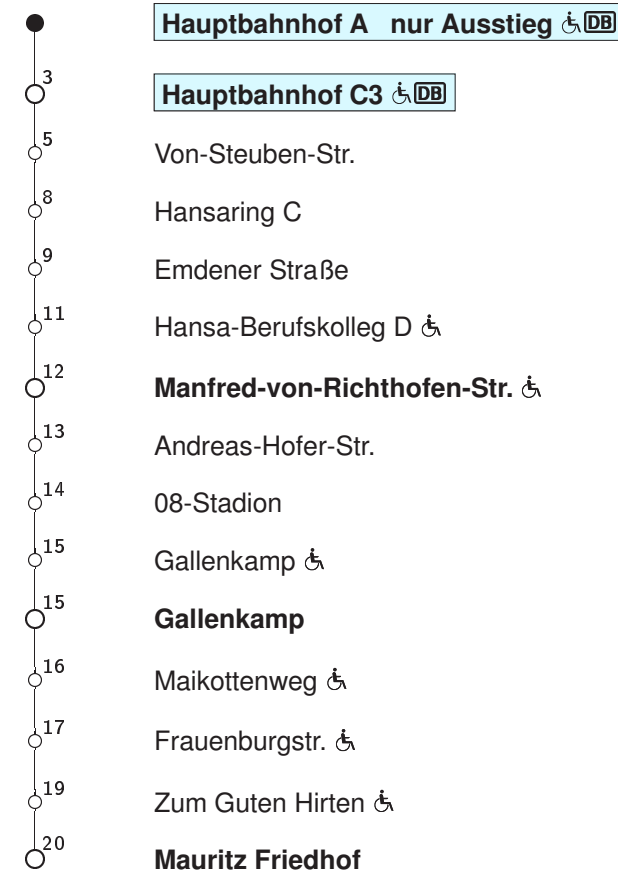 Hauptbahnhof A nur Ausstieg DB
3 Hauptbahnhof C3 DB
5 Von-Steuben-Str.
8 Hansaring C
9 Emdener Straße
11 Hansa-Berufskolleg D
12 Manfred-von-Richthofen-Str.
13 Andreas-Hofer-Str.
14 08-Stadion
15 Gallenkamp
15 Gallenkamp
16 Maikottenweg
17 Frauenburgstr.
19 Zum Guten Hirten
20 Mauritz Friedhof